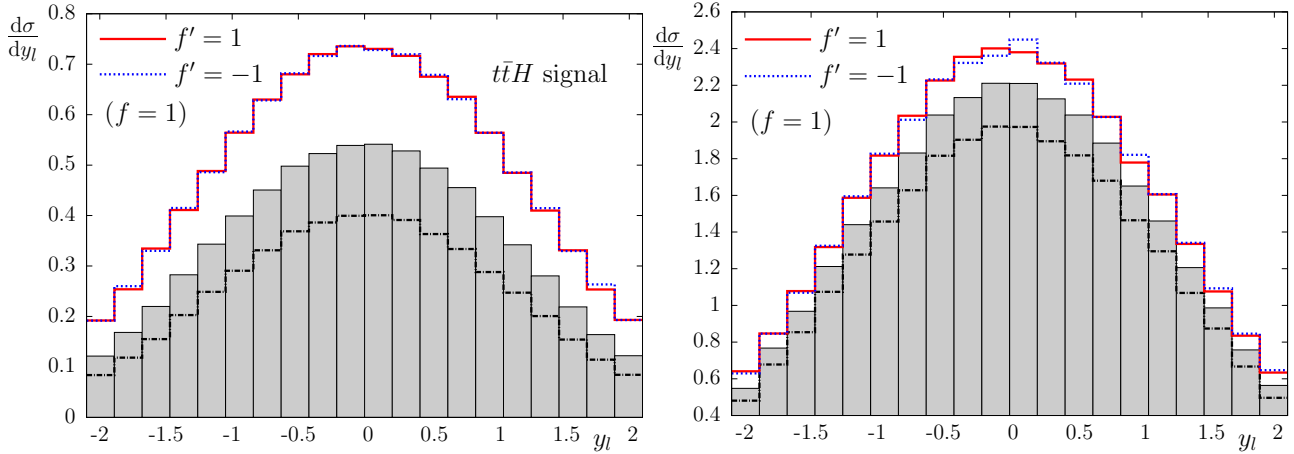 0.8
0.7
0.6
0.5
0.4
0.3
0.2
0.1
0
dσ
dy_l
f′ = 1
f′ = −1
(f = 1)
tt̄H signal
-2 -1.5 -1 -0.5 0 0.5 1 1.5 2
y_l
2.6
2.4
2.2
2
1.8
1.6
1.4
1.2
1
0.8
0.6
0.4
dσ
dy_l
f′ = 1
f′ = −1
(f = 1)
-2 -1.5 -1 -0.5 0 0.5 1 1.5 2
y_l